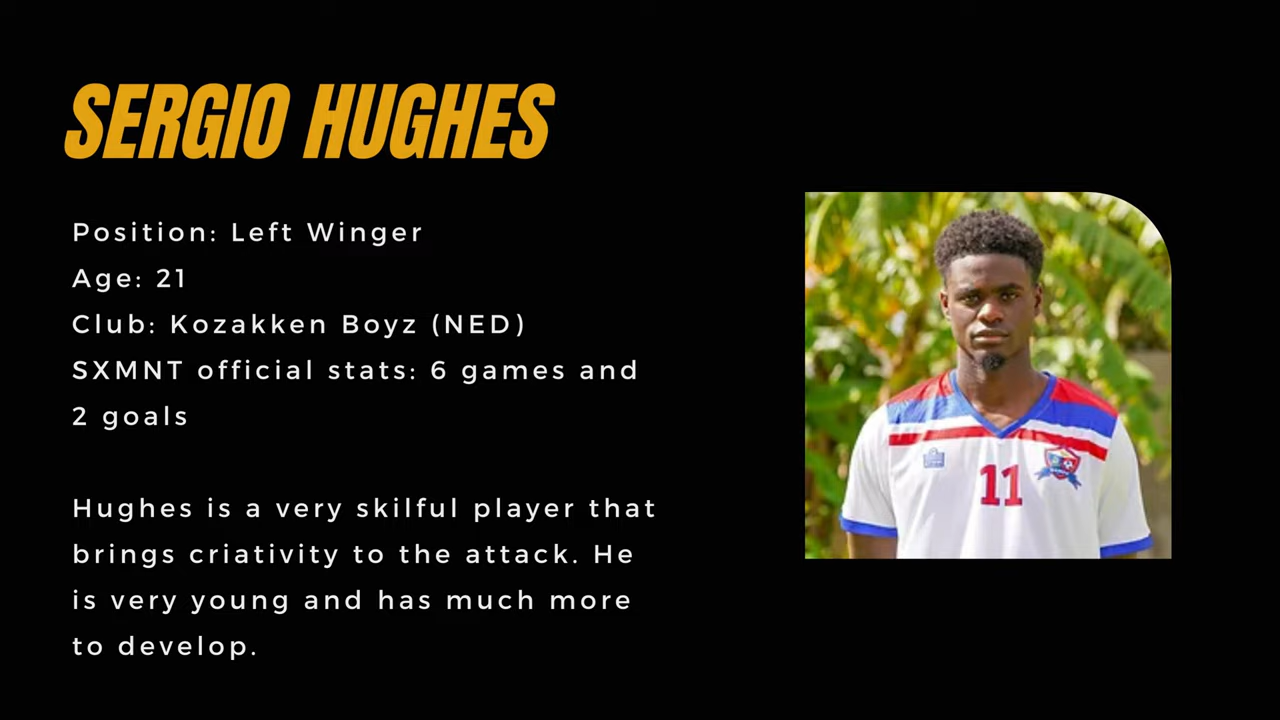 SERGIO HUGHES
Position: Left Winger
Age: 21
Club: Kozakken Boyz (NED)
SXMNT official stats: 6 games and
2 goals
Hughes is a very skilful player that
brings criativity to the attack. He
is very young and has much more
to develop.
11